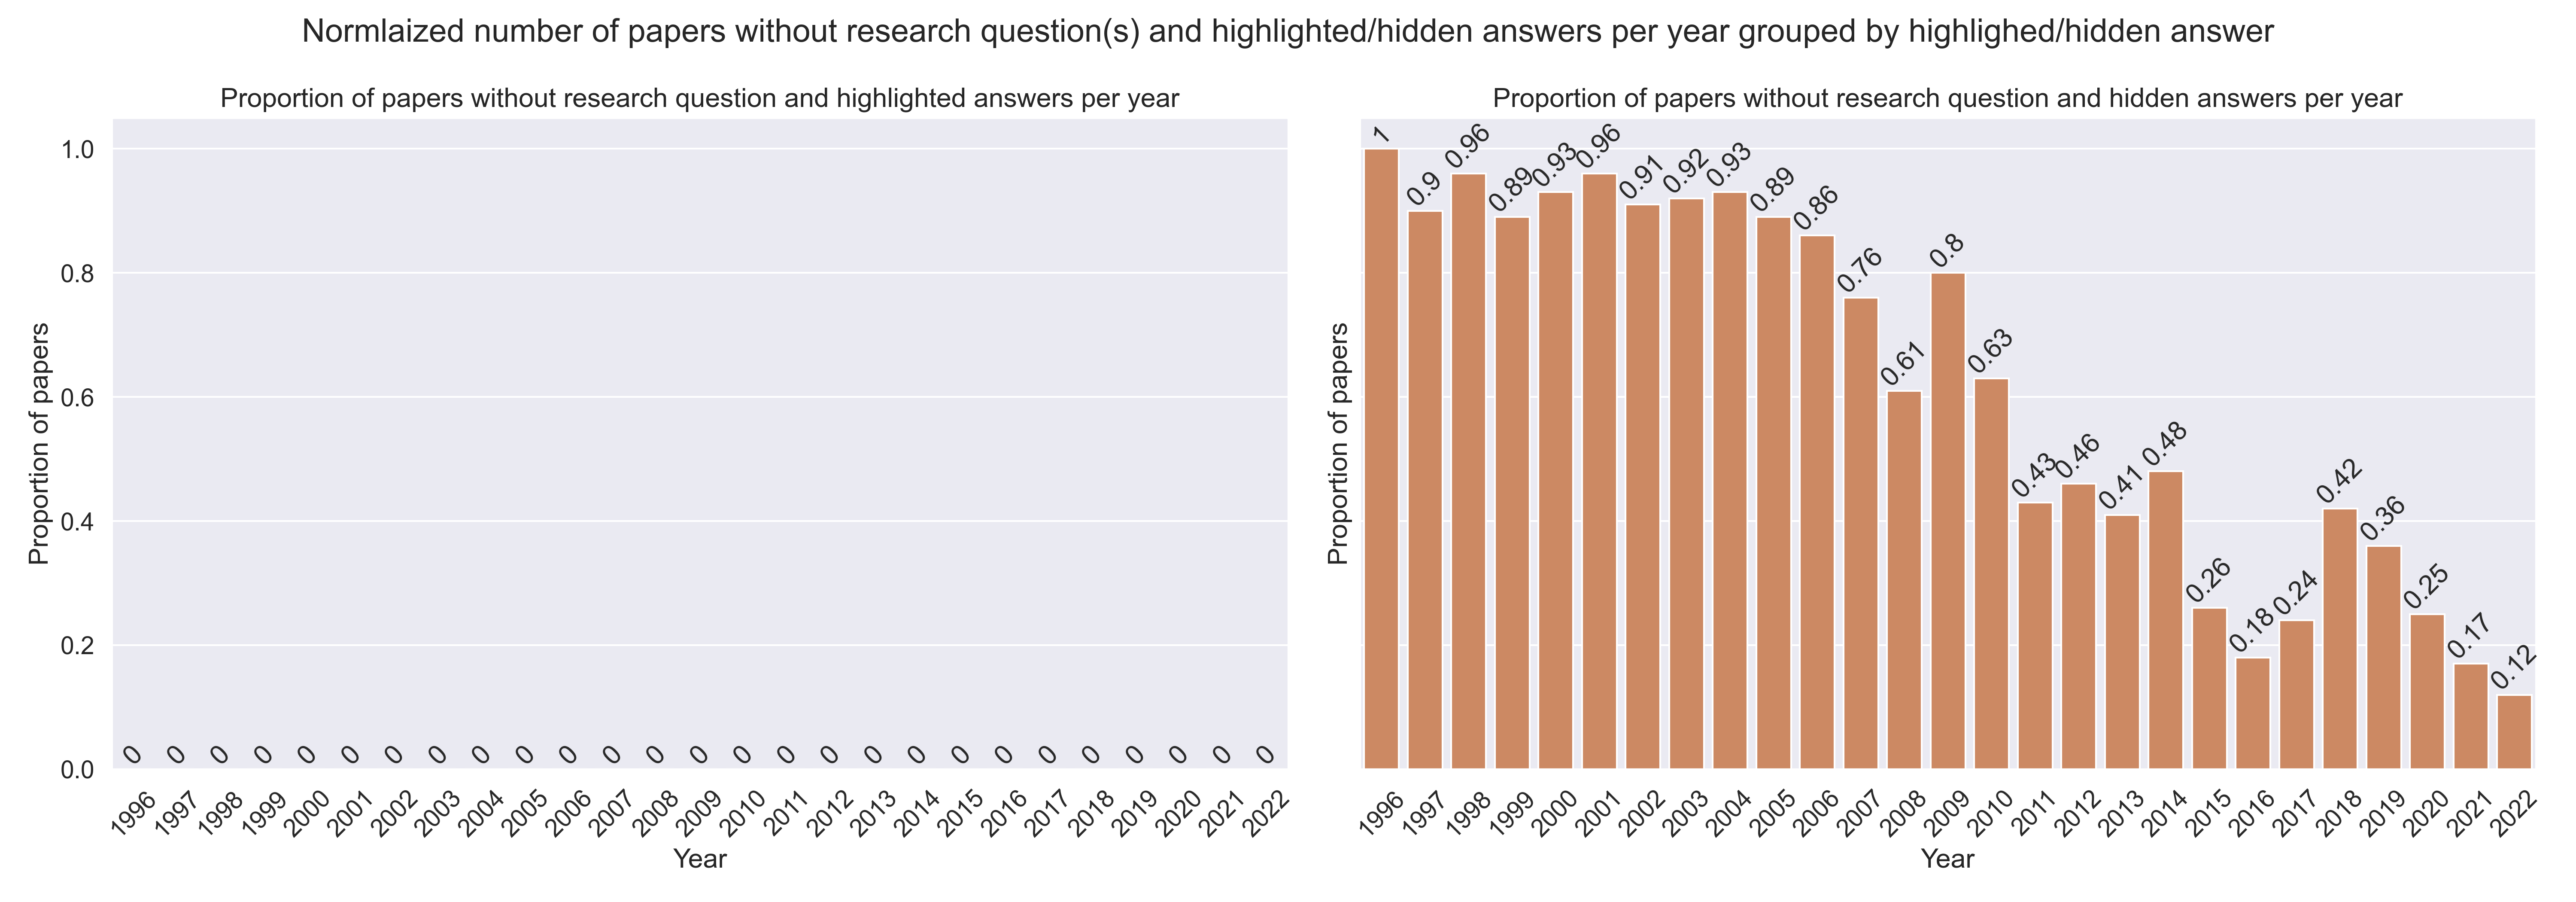 Normlaized number of papers without research question(s) and highlighted/hidden answers per year grouped by highlighed/hidden answer
Proportion of papers without research question and highlighted answers per year
Proportion of papers
1.0
0.8
0.6
0.4
0.2
0.0
0 0 0 0 0 0 0 0 0 0 0 0 0 0 0 0 0 0 0 0 0 0 0 0 0 0 0
1996 1997 1998 1999 2000 2001 2002 2003 2004 2005 2006 2007 2008 2009 2010 2011 2012 2013 2014 2015 2016 2017 2018 2019 2020 2021 2022
Year
Proportion of papers without research question and hidden answers per year
Proportion of papers
1 0.9 0.96 0.89 0.93 0.96 0.91 0.92 0.93 0.89 0.86 0.76 0.61 0.8 0.63 0.43 0.46 0.41 0.48 0.26 0.18 0.24 0.42 0.36 0.25 0.17 0.12
1996 1997 1998 1999 2000 2001 2002 2003 2004 2005 2006 2007 2008 2009 2010 2011 2012 2013 2014 2015 2016 2017 2018 2019 2020 2021 2022
Year